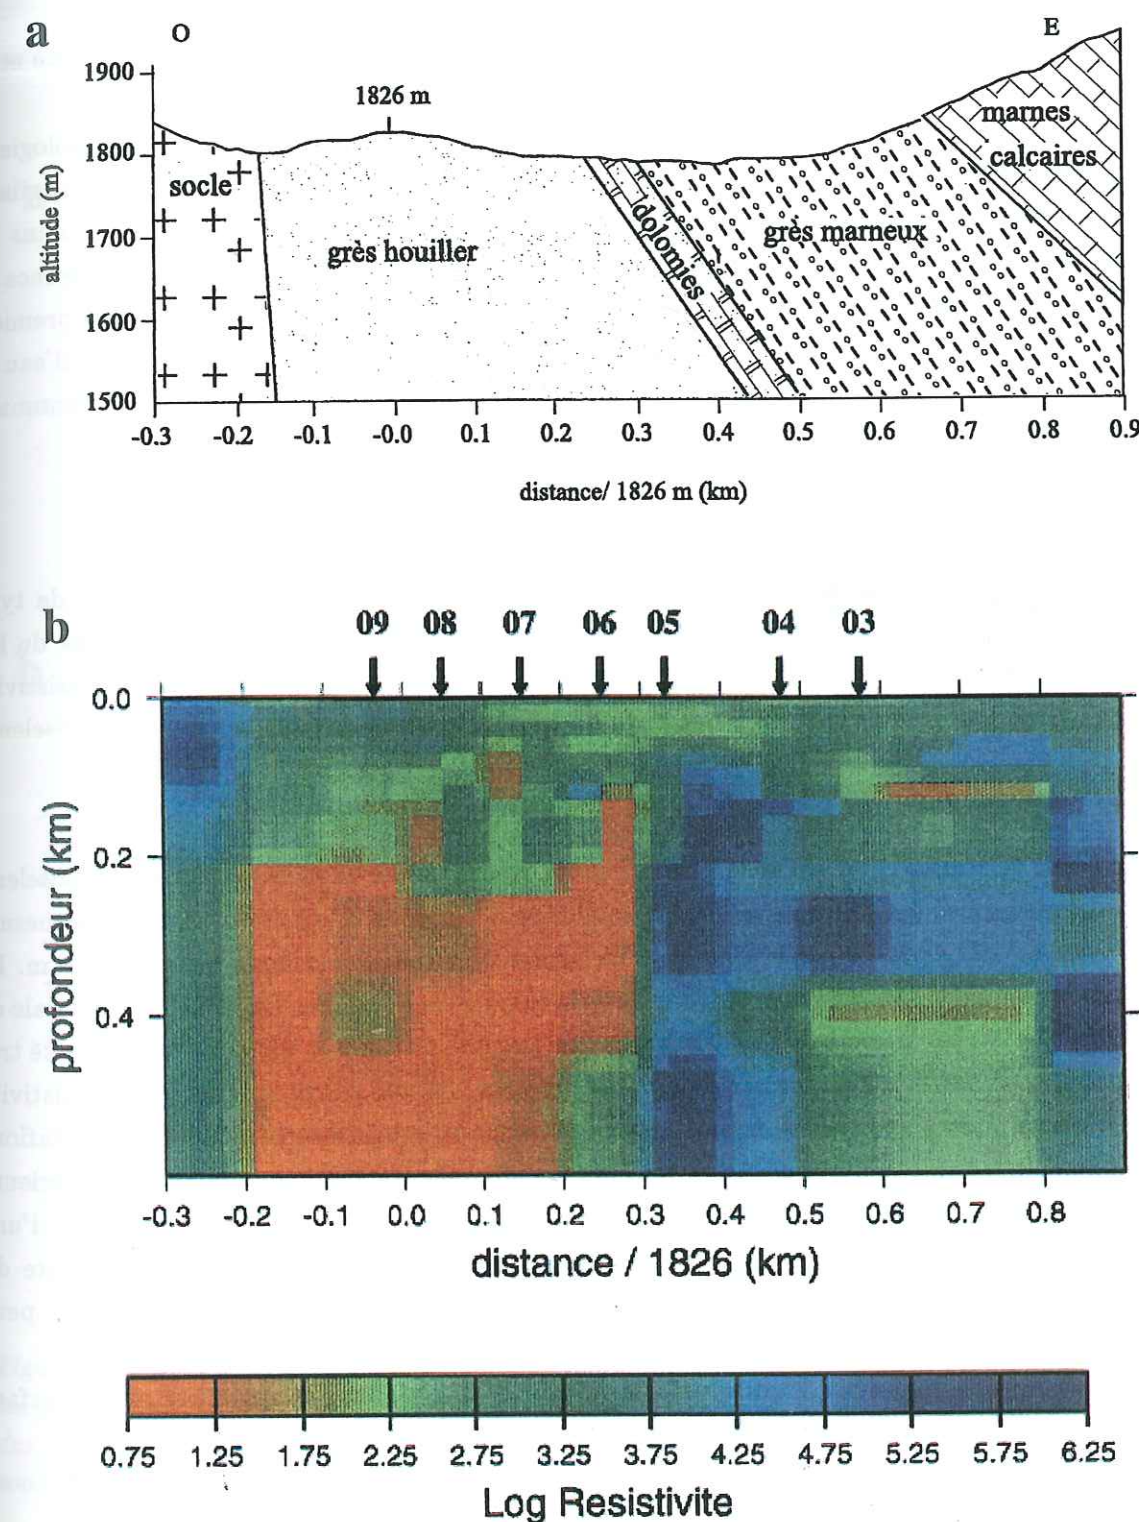 a
O
E
1900
1826 m
marnes
calcaires
1800
socle
altitude (m)
1700
grès houiller
dolomies
grès marneux
1600
1500
-0.3 -0.2 -0.1 -0.0 0.1 0.2 0.3 0.4 0.5 0.6 0.7 0.8 0.9
distance/ 1826 m (km)
b
09 08 07 06 05 04 03
0.0
profondeur (km)
0.2
0.4
-0.3 -0.2 -0.1 0.0 0.1 0.2 0.3 0.4 0.5 0.6 0.7 0.8
distance / 1826 (km)
0.75 1.25 1.75 2.25 2.75 3.25 3.75 4.25 4.75 5.25 5.75 6.25
Log Resistivite